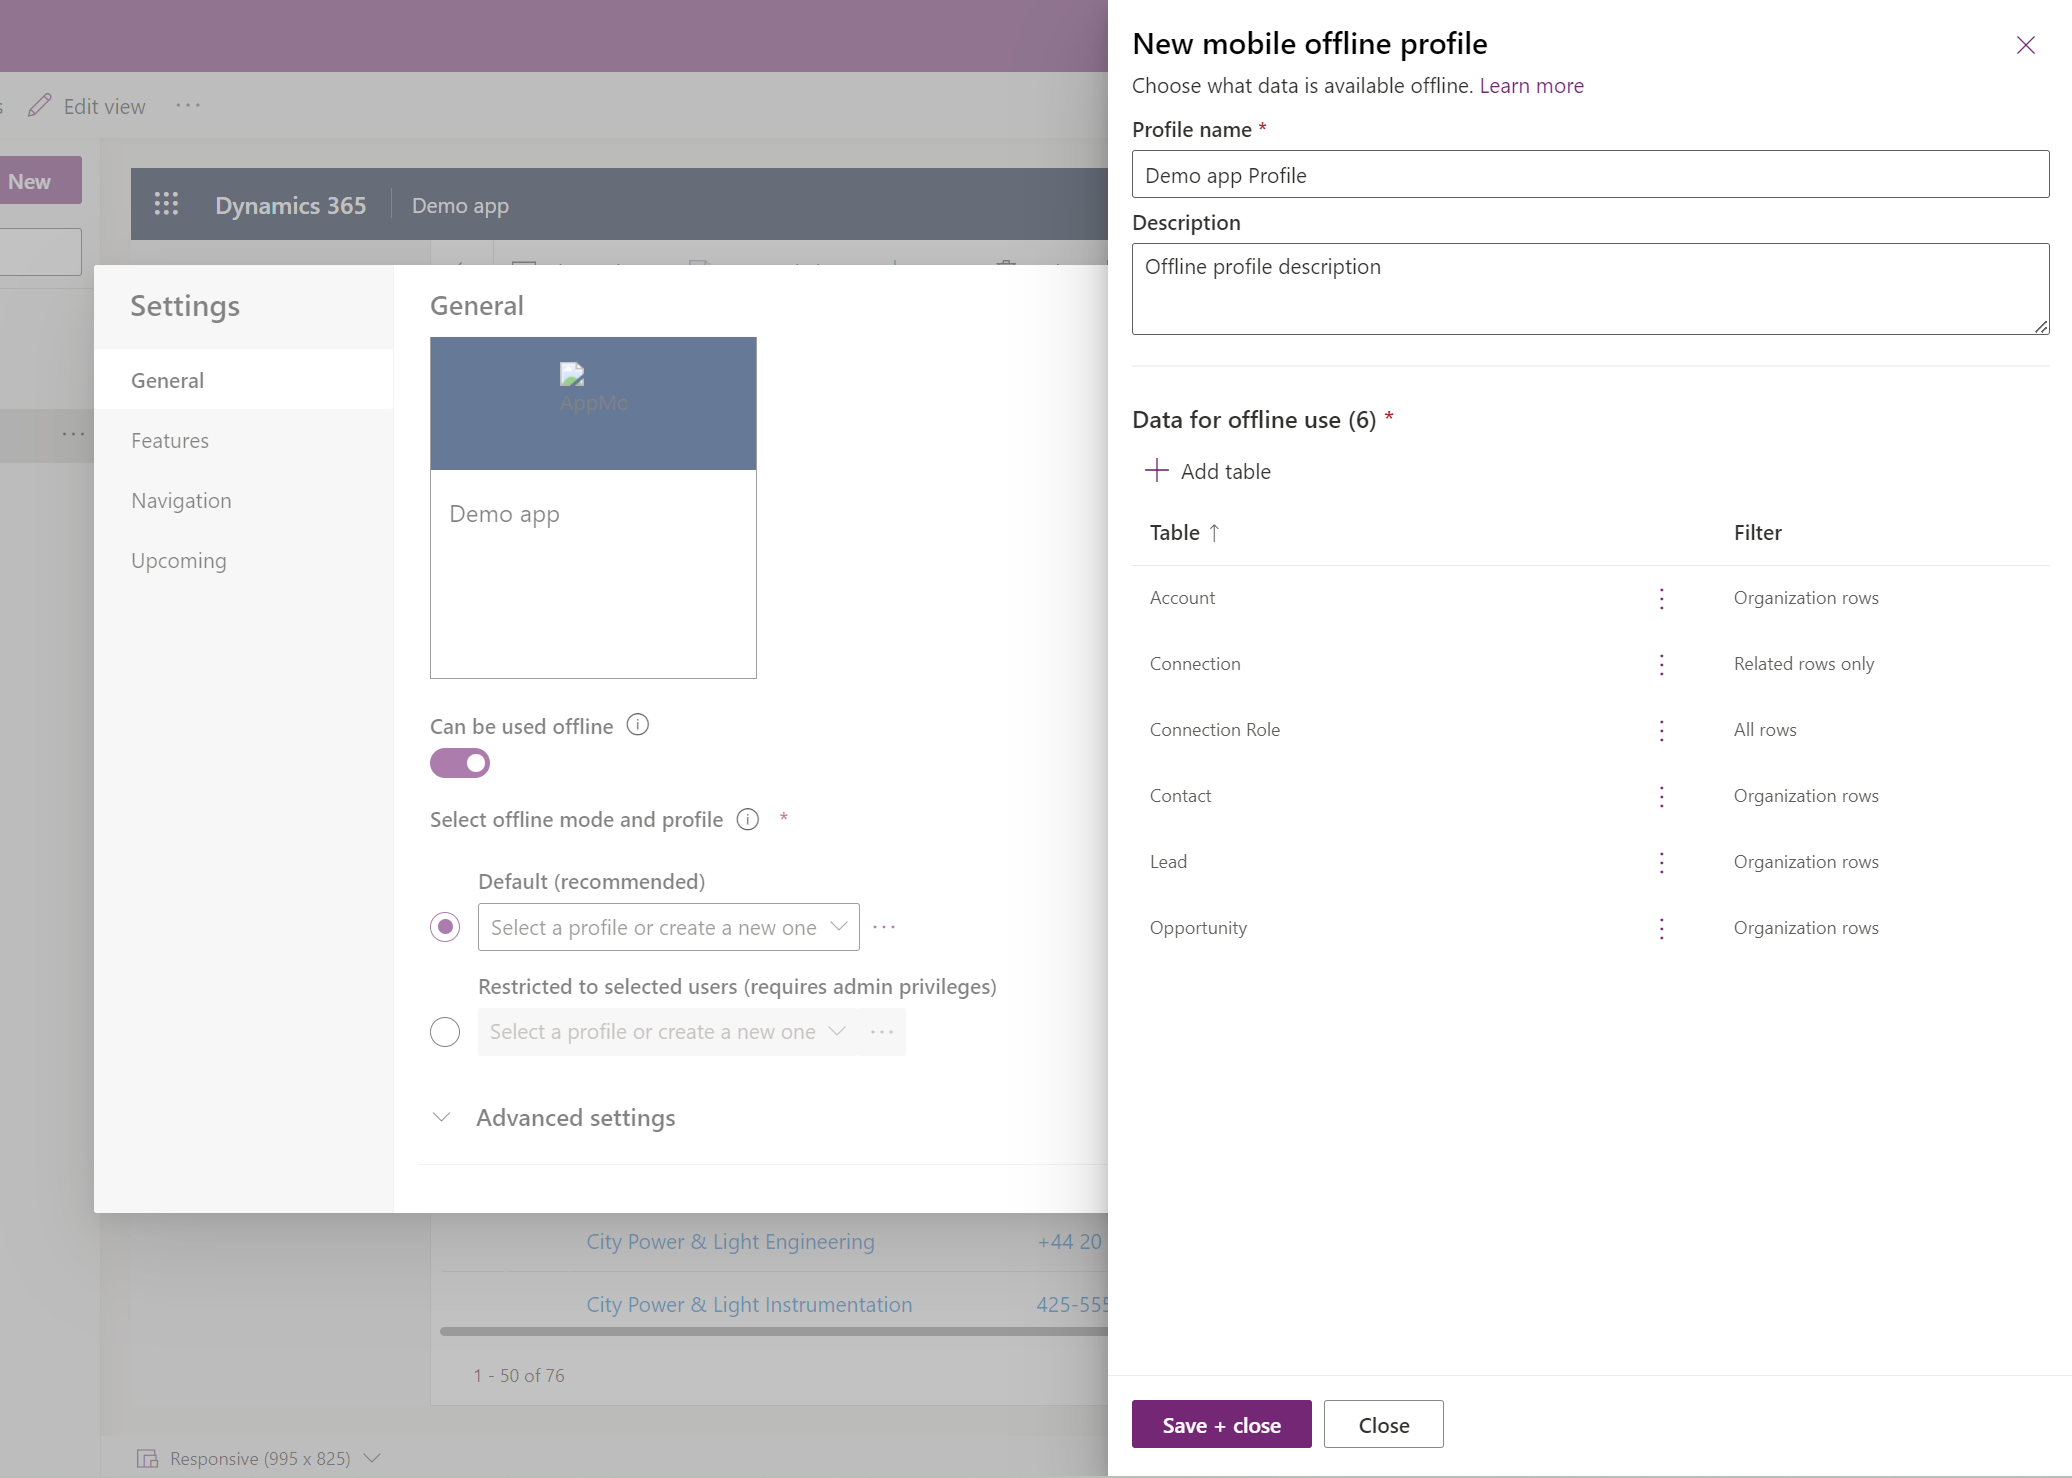 Edit view
New
Dynamics 365
Demo app
Settings
General
Features
Navigation
Upcoming
General
AppMo
Demo app
Can be used offline
Select offline mode and profile *
Default (recommended)
Select a profile or create a new one
Restricted to selected users (requires admin privileges)
Select a profile or create a new one
Advanced settings
City Power & Light Engineering +44 20
City Power & Light Instrumentation 425-555
1 - 50 of 76
Responsive (995 x 825)
New mobile offline profile
Choose what data is available offline. Learn more
Profile name *
Demo app Profile
Description
Offline profile description
Data for offline use (6) *
Add table
Table ↑ Filter
Account Organization rows
Connection Related rows only
Connection Role All rows
Contact Organization rows
Lead Organization rows
Opportunity Organization rows
Save + close Close